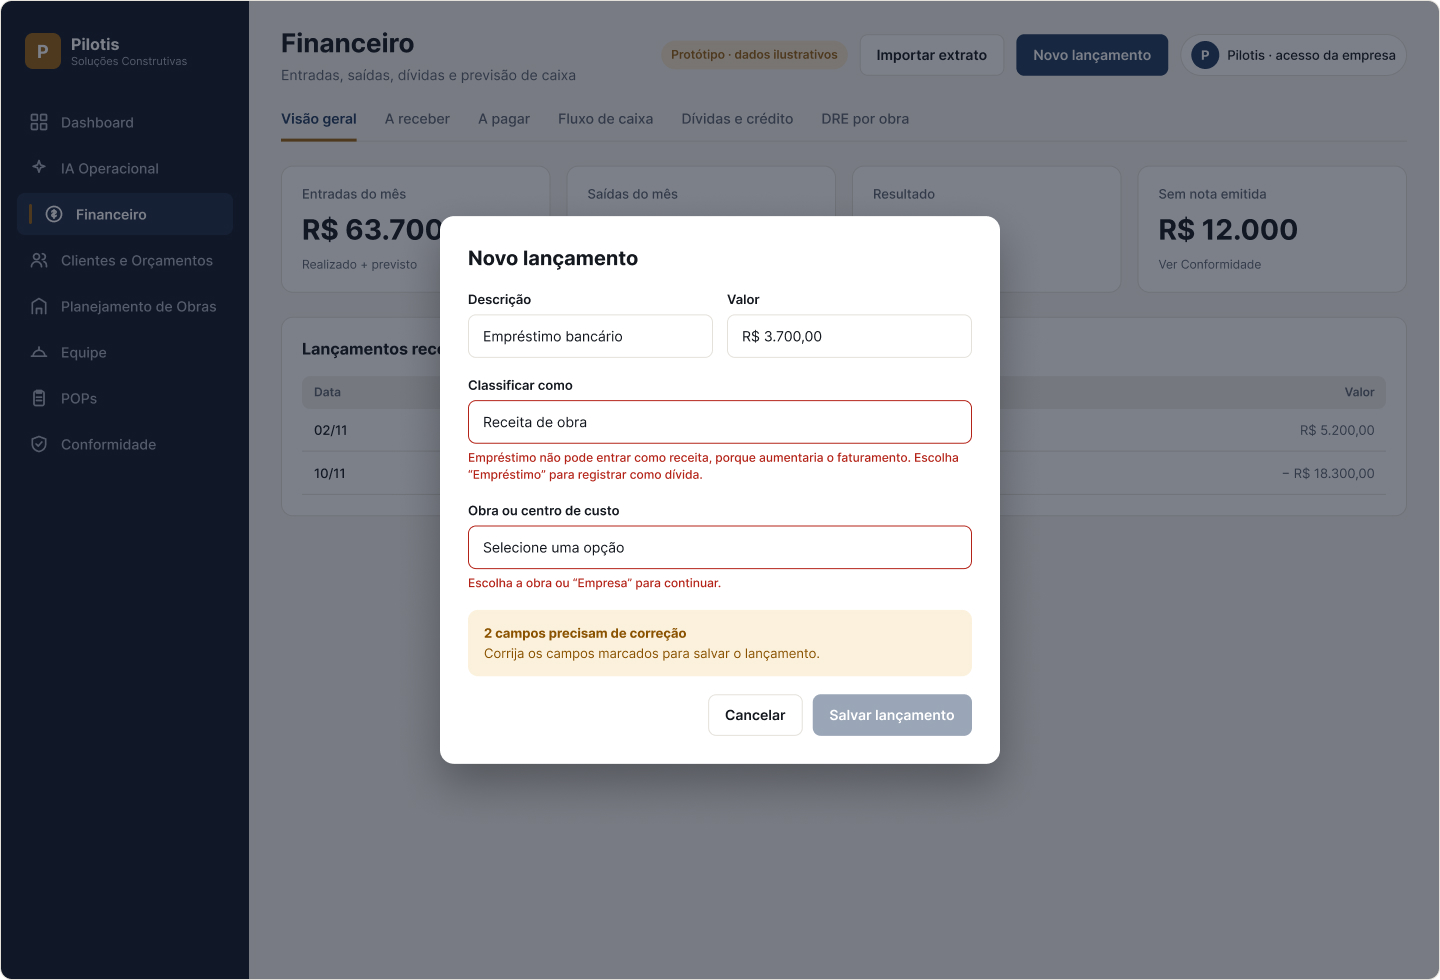 P
Pilotis
Soluções Construtivas
Dashboard
IA Operacional
Financeiro
Clientes e Orçamentos
Planejamento de Obras
Equipe
POPs
Conformidade
Financeiro
Entradas, saídas, dívidas e previsão de caixa
Protótipo · dados ilustrativos
Importar extrato
Novo lançamento
P
Pilotis · acesso da empresa
Visão geral
A receber
A pagar
Fluxo de caixa
Dívidas e crédito
DRE por obra
Entradas do mês
R$ 63.700
Realizado + previsto
Saídas do mês
Resultado
Sem nota emitida
R$ 12.000
Ver Conformidade
Lançamentos
Data
Valor
02/11
R$ 5.200,00
10/11
− R$ 18.300,00
Novo lançamento
Descrição
Empréstimo bancário
Valor
R$ 3.700,00
Classificar como
Receita de obra
Empréstimo não pode entrar como receita, porque aumentaria o faturamento. Escolha
“Empréstimo” para registrar como dívida.
Obra ou centro de custo
Selecione uma opção
Escolha a obra ou “Empresa” para continuar.
2 campos precisam de correção
Corrija os campos marcados para salvar o lançamento.
Cancelar
Salvar lançamento